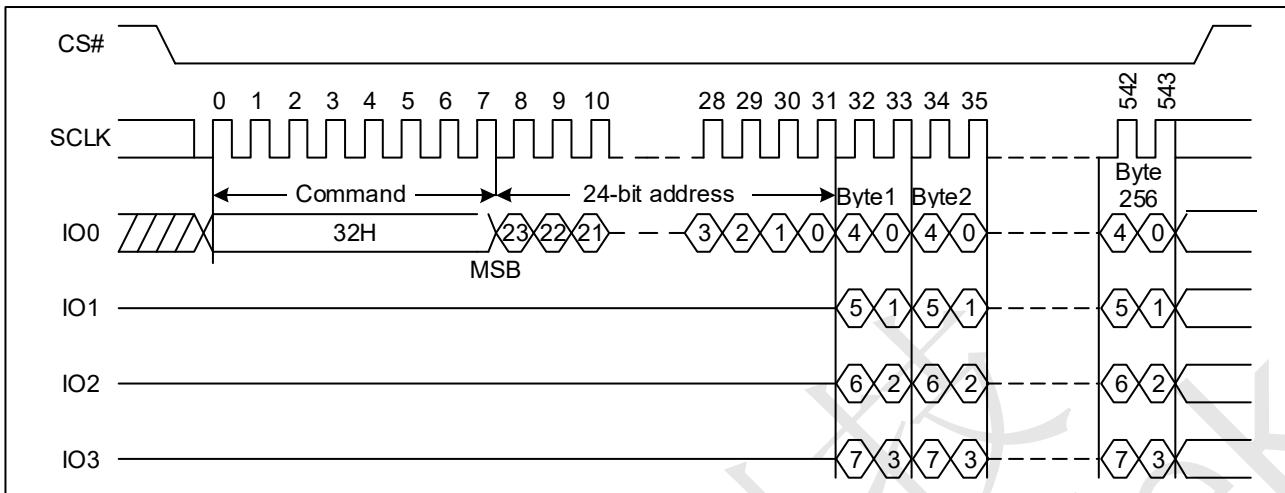 CS#
542
543
0 1 2 3 4 5 6 7 8 9 10 28 29 30 31 32 33 34 35
SCLK
Command 24-bit address Byte1 Byte2 Byte
256
IO0 32H 23 22 21 3 2 1 0 4 0 4 0 4 0
MSB
IO1 5 1 5 1 5 1
IO2 6 2 6 2 6 2
IO3 7 3 7 3 7 3